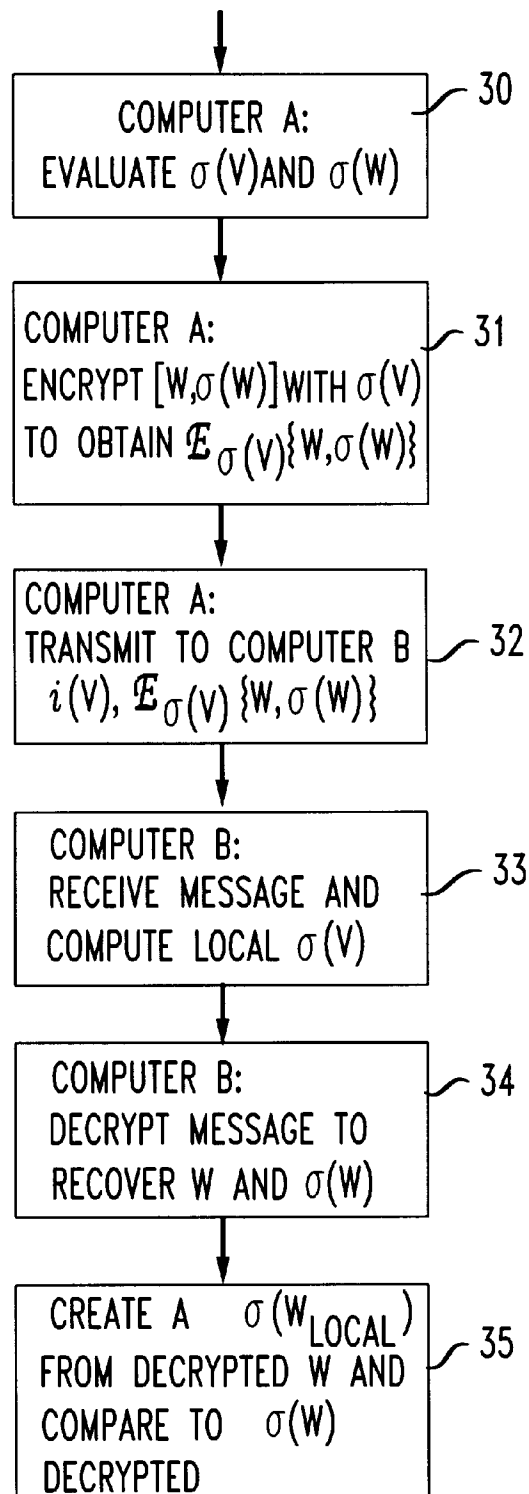 30
COMPUTER A:
EVALUATE σ(V)AND σ(W)
31
COMPUTER A:
ENCRYPT [W,σ(W)] WITH σ(V)
TO OBTAIN ℰσ(V){W,σ(W)}
32
COMPUTER A:
TRANSMIT TO COMPUTER B
i(V), ℰσ(V) {W,σ(W)}
33
COMPUTER B:
RECEIVE MESSAGE AND
COMPUTE LOCAL σ(V)
34
COMPUTER B:
DECRYPT MESSAGE TO
RECOVER W AND σ(W)
35
CREATE A σ(WLOCAL)
FROM DECRYPTED W AND
COMPARE TO σ(W)
DECRYPTED